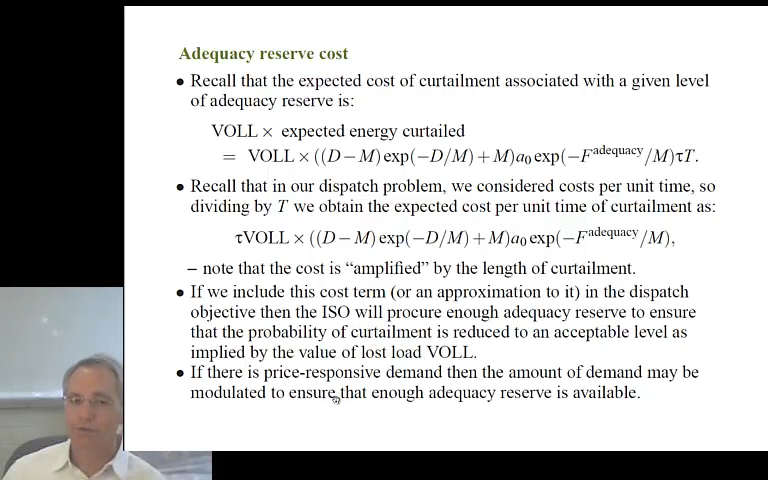 Adequacy reserve cost
• Recall that the expected cost of curtailment associated with a given level
of adequacy reserve is:
VOLL × expected energy curtailed
= VOLL × ((D − M) exp(−D/M) + M)a₀ exp(−F^adequacy/M)τT.
• Recall that in our dispatch problem, we considered costs per unit time, so
dividing by T we obtain the expected cost per unit time of curtailment as:
τVOLL × ((D − M) exp(−D/M) + M)a₀ exp(−F^adequacy/M),
– note that the cost is “amplified” by the length of curtailment.
• If we include this cost term (or an approximation to it) in the dispatch
objective then the ISO will procure enough adequacy reserve to ensure
that the probability of curtailment is reduced to an acceptable level as
implied by the value of lost load VOLL.
• If there is price-responsive demand then the amount of demand may be
modulated to ensure that enough adequacy reserve is available.